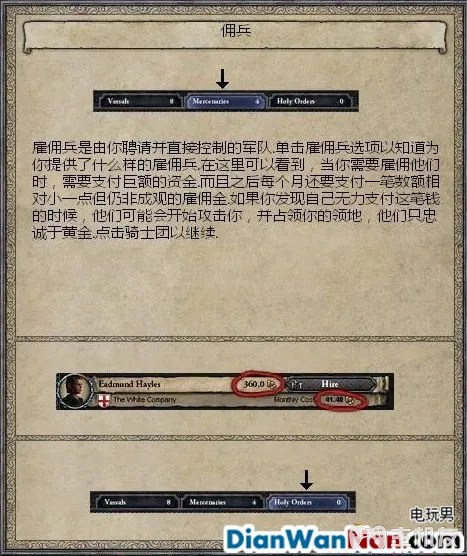 佣兵
Vassals 8 Mercenaries 4 Holy Orders 0
雇佣兵是由你聘请并直接控制的军队.单击雇佣兵选项以知道为
你提供了什么样的雇佣兵.在这里可以看到，当你需要雇佣他们
时，需要支付巨额的资金.而且之后每个月还要支付一笔数额相
对小一点但仍非成观的雇佣金.如果你发现自己无力支付这笔钱
的时候，他们可能会开始攻击你，并占领你的领地，他们只忠
诚于黄金.点击骑士团以继续.
Eadmund Hayles 360.0 Hire
The White Company Monthly Cost 41.40
Vassals 8 Mercenaries 4 Holy Orders 0
电玩男
DianWanNan.com